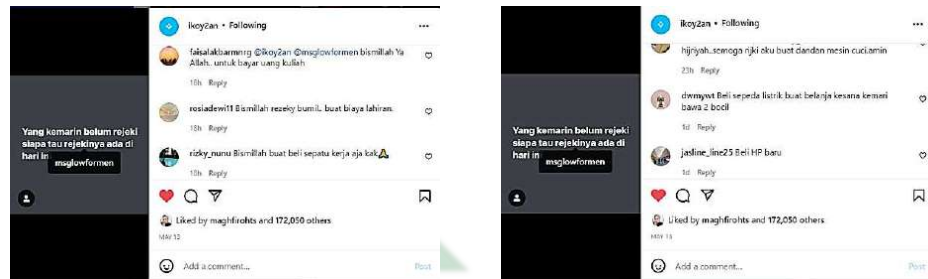 ikoy2an • Following
faisalakbarmnrg @ikoy2an @msglowformen bismillah Ya
Allah.. untuk bayar uang kuliah
18h Reply
rosiadewi11 Bismillah rezeky bumil.. buat biaya lahiran.
18h Reply
rizky_nunu Bismillah buat beli sepatu kerja aja kak🙏
18h Reply
Yang kemarin belum rejeki
siapa tau rejekinya ada di
hari in
msglowformen
Liked by maghfirohts and 172,050 others
MAY 13
Add a comment...
Post
ikoy2an • Following
hijriyah..semoga rjki aku buat dandan mesin cuci.amin
23h Reply
dwmywt Beli sepeda listrik buat belanja kesana kemari
bawa 2 bocil
1d Reply
jasline_line25 Beli HP baru
1d Reply
Yang kemarin belum rejeki
siapa tau rejekinya ada di
hari in
msglowformen
Liked by maghfirohts and 172,050 others
MAY 13
Add a comment...
Post